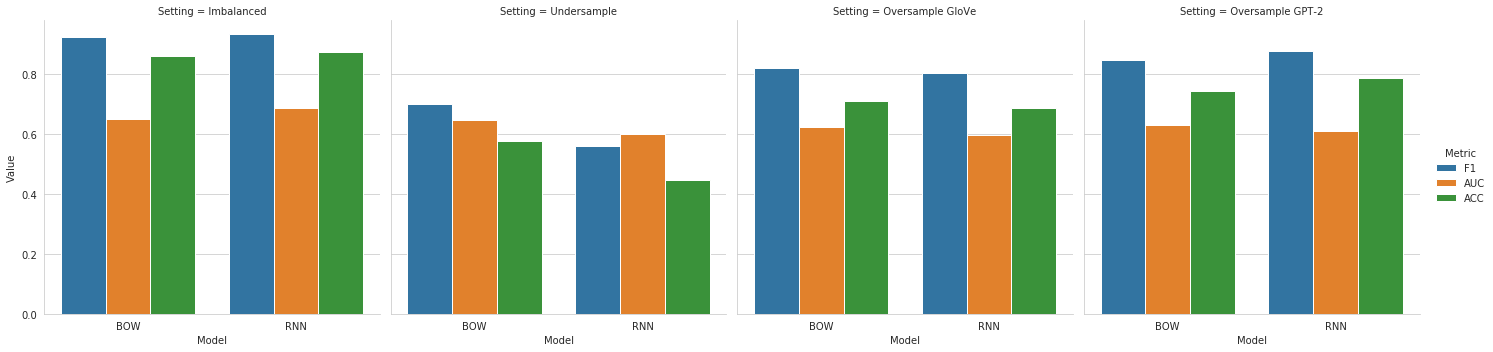 Setting = Imbalanced
Setting = Undersample
Setting = Oversample GloVe
Setting = Oversample GPT-2
Value
0.8
0.6
0.4
0.2
0.0
BOW RNN
BOW RNN
BOW RNN
BOW RNN
Model
Model
Model
Model
Metric
F1
AUC
ACC